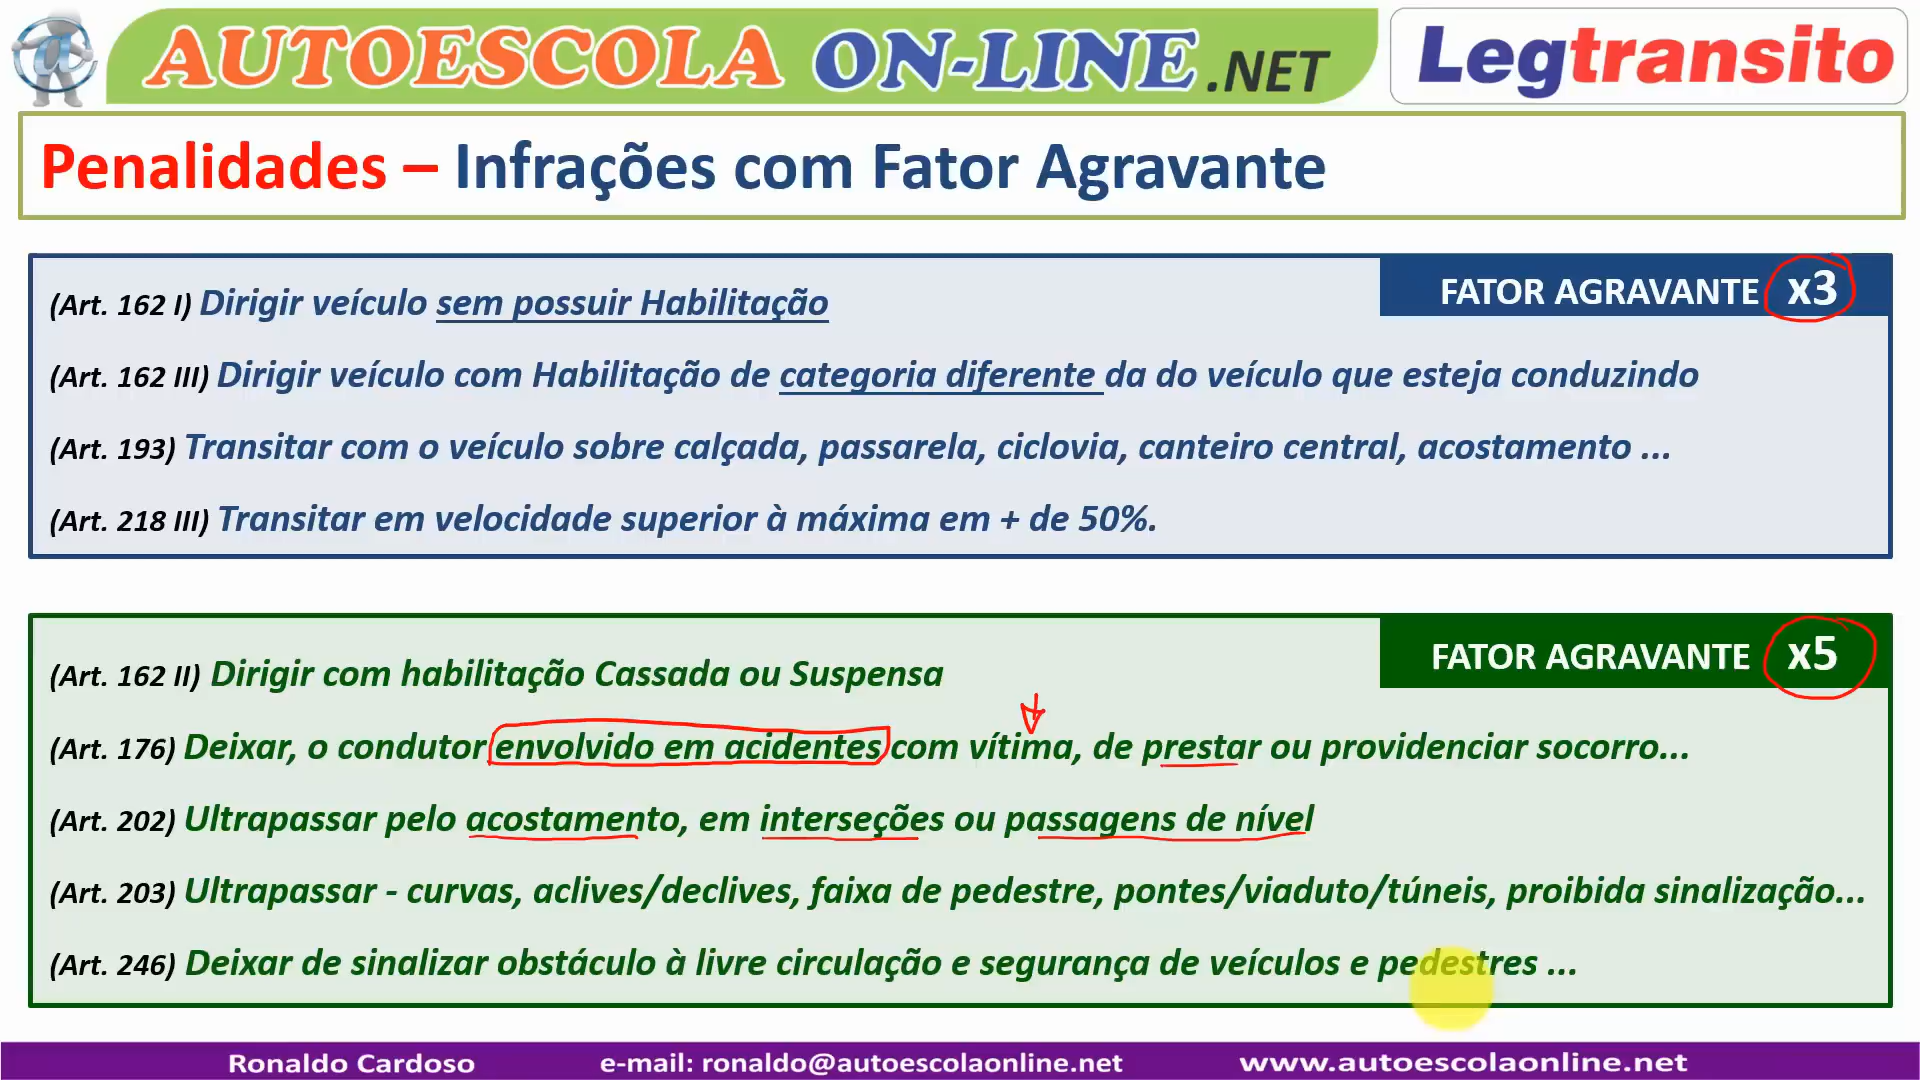 AUTOESCOLA ON-LINE.NET
Legtransito
Penalidades – Infrações com Fator Agravante
FATOR AGRAVANTE x3
(Art. 162 I) Dirigir veículo sem possuir Habilitação
(Art. 162 III) Dirigir veículo com Habilitação de categoria diferente da do veículo que esteja conduzindo
(Art. 193) Transitar com o veículo sobre calçada, passarela, ciclovia, canteiro central, acostamento ...
(Art. 218 III) Transitar em velocidade superior à máxima em + de 50%.
FATOR AGRAVANTE x5
(Art. 162 II) Dirigir com habilitação Cassada ou Suspensa
(Art. 176) Deixar, o condutor envolvido em acidentes com vítima, de prestar ou providenciar socorro...
(Art. 202) Ultrapassar pelo acostamento, em interseções ou passagens de nível
(Art. 203) Ultrapassar - curvas, aclives/declives, faixa de pedestre, pontes/viaduto/túneis, proibida sinalização...
(Art. 246) Deixar de sinalizar obstáculo à livre circulação e segurança de veículos e pedestres ...
Ronaldo Cardoso e-mail: ronaldo@autoescolaonline.net www.autoescolaonline.net